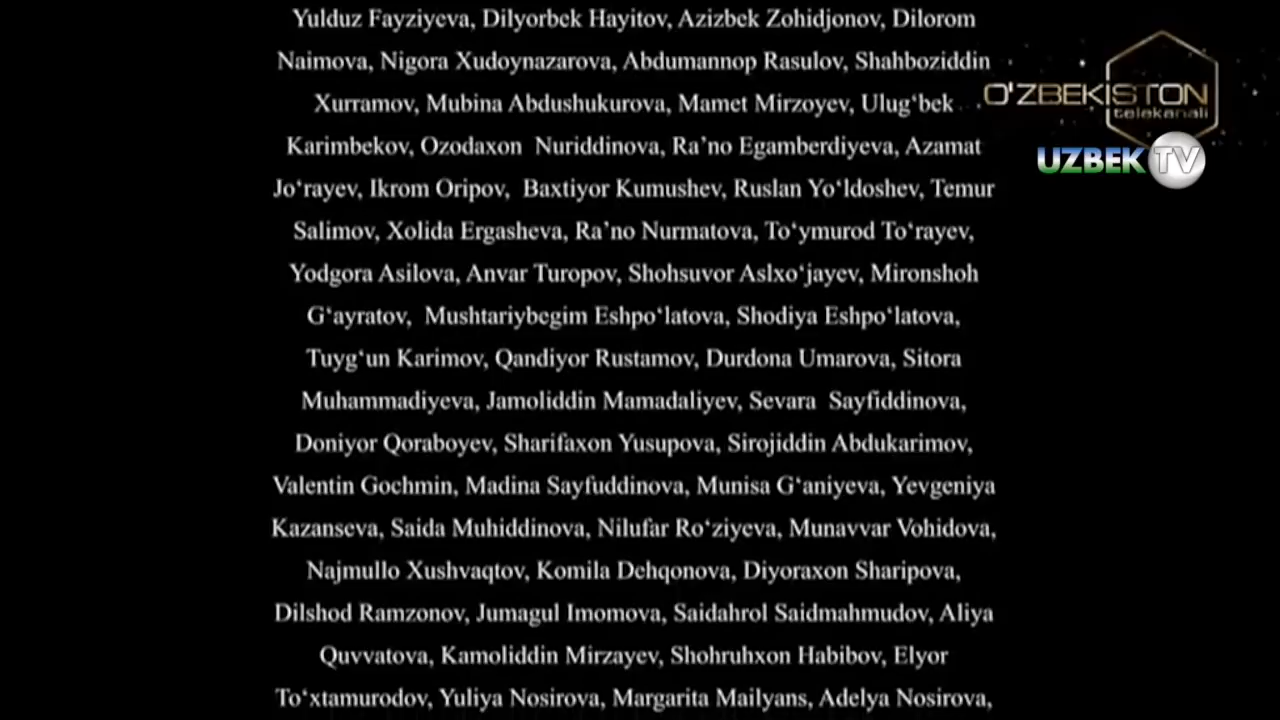 Yulduz Fayziyeva, Dilyorbek Hayitov, Azizbek Zohidjonov, Dilorom
Naimova, Nigora Xudoynazarova, Abdumannop Rasulov, Shahboziddin
Xurramov, Mubina Abdushukurova, Mamet Mirzoyev, Ulug‘bek
Karimbekov, Ozodaxon Nuriddinova, Ra’no Egamberdiyeva, Azamat
Jo‘rayev, Ikrom Oripov, Baxtiyor Kumushev, Ruslan Yo‘ldoshev, Temur
Salimov, Xolida Ergasheva, Ra’no Nurmatova, To‘ymurod To‘rayev,
Yodgora Asilova, Anvar Turopov, Shohsuvor Aslxo‘jayev, Mironshoh
G‘ayratov, Mushtariybegim Eshpo‘latova, Shodiya Eshpo‘latova,
Tuyg‘un Karimov, Qandiyor Rustamov, Durdona Umarova, Sitora
Muhammadiyeva, Jamoliddin Mamadaliyev, Sevara Sayfiddinova,
Doniyor Qoraboyev, Sharifaxon Yusupova, Sirojiddin Abdukarimov,
Valentin Gochmin, Madina Sayfuddinova, Munisa G‘aniyeva, Yevgeniya
Kazanseva, Saida Muhiddinova, Nilufar Ro‘ziyeva, Munavvar Vohidova,
Najmullo Xushvaqtov, Komila Dehqonova, Diyoraxon Sharipova,
Dilshod Ramzonov, Jumagul Imomova, Saidahrol Saidmahmudov, Aliya
Quvvatova, Kamoliddin Mirzayev, Shohruhxon Habibov, Elyor
To‘xtamurodov, Yuliya Nosirova, Margarita Mailyans, Adelya Nosirova,
O'ZBEKISTON
telekanali
UZBEK TV